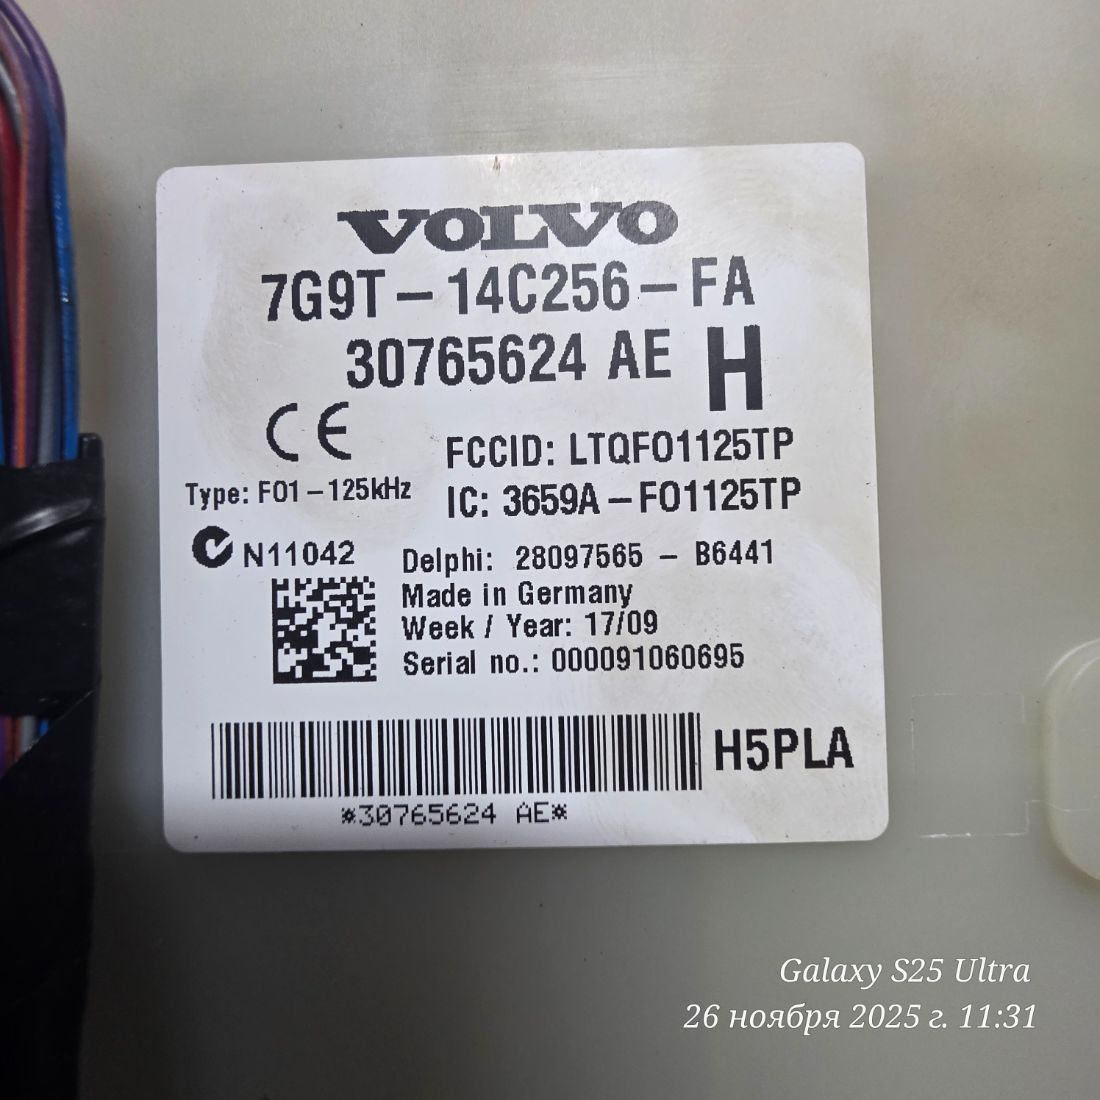 VOLVO
7G9T-14C256-FA
30765624 AE H
CE
FCCID: LTQFO1125TP
Type: FO1-125kHz
IC: 3659A-FO1125TP
N11042
Delphi: 28097565 - B6441
Made in Germany
Week / Year: 17/09
Serial no.: 000091060695
H5PLA
*30765624 AE*
Galaxy S25 Ultra
26 ноября 2025 г. 11:31